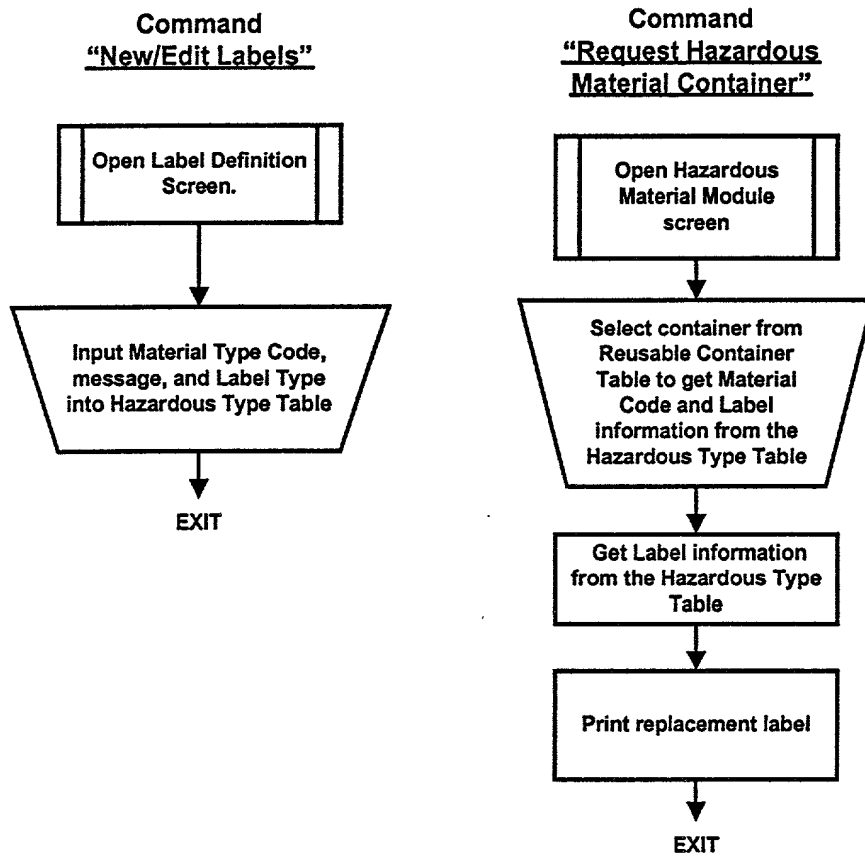 Command
“New/Edit Labels”
Open Label Definition
Screen.
Input Material Type Code,
message, and Label Type
into Hazardous Type Table
EXIT
Command
“Request Hazardous
Material Container”
Open Hazardous
Material Module
screen
Select container from
Reusable Container
Table to get Material
Code and Label
information from the
Hazardous Type Table
Get Label information
from the Hazardous Type
Table
Print replacement label
EXIT